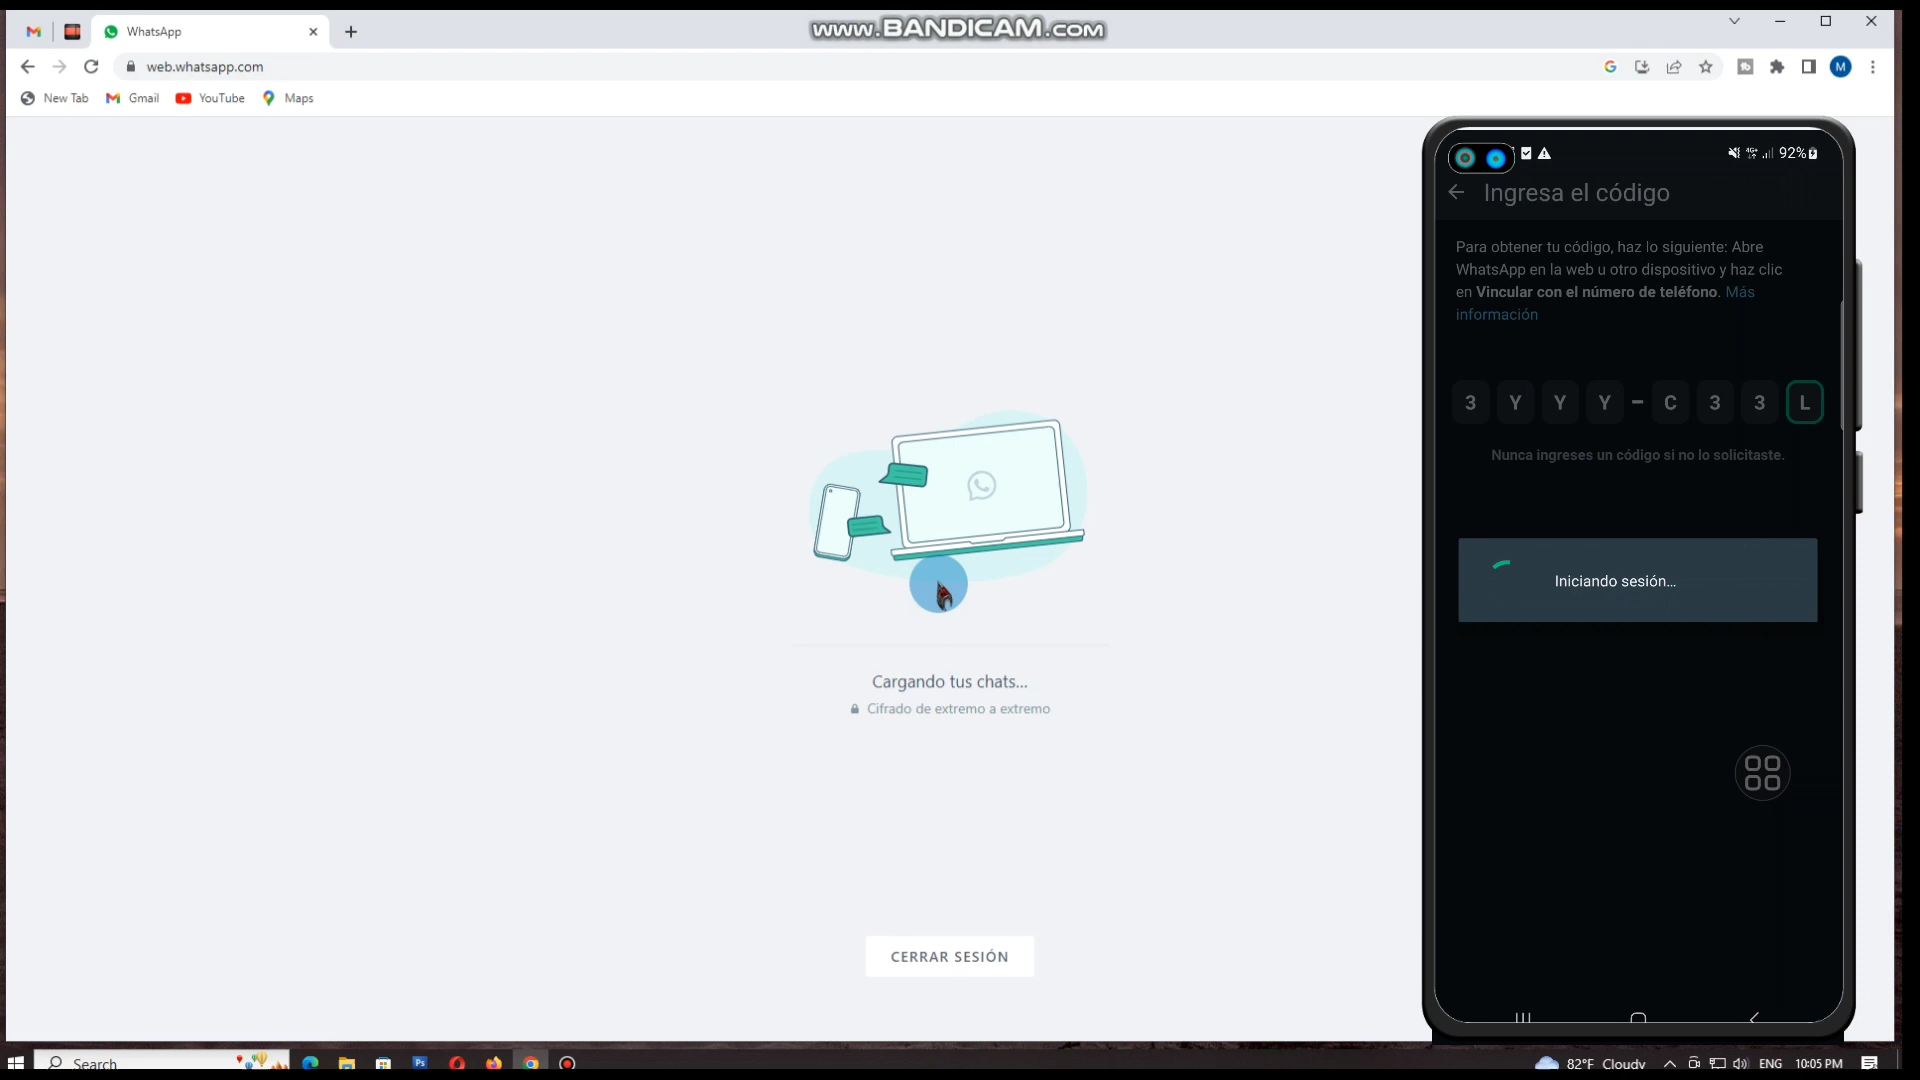 www.BANDICAM.com
WhatsApp
web.whatsapp.com
M
New Tab
Gmail
YouTube
Maps
Cargando tus chats...
Cifrado de extremo a extremo
CERRAR SESIÓN
92%
Ingresa el código
Para obtener tu código, haz lo siguiente: Abre
WhatsApp en la web u otro dispositivo y haz clic
en Vincular con el número de teléfono. Más
información
3 Y Y Y - C 3 3 L
Nunca ingreses un código si no lo solicitaste.
Iniciando sesión...
Search
Ps
82°F Cloudy
ENG
10:05 PM